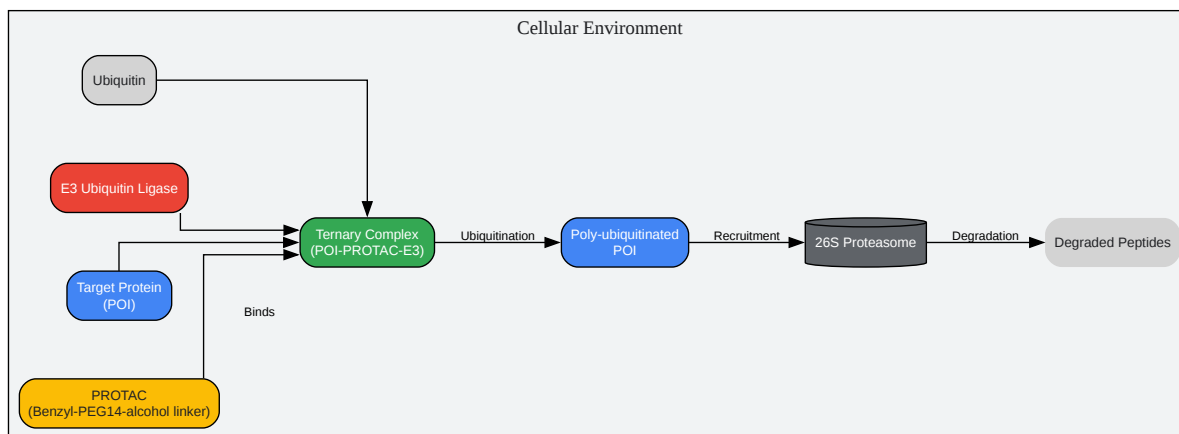 Cellular Environment
Ubiquitin
E3 Ubiquitin Ligase
Target Protein
(POI)
PROTAC
(Benzyl-PEG14-alcohol linker)
Binds
Ternary Complex
(POI-PROTAC-E3)
Ubiquitination
Poly-ubiquitinated
POI
Recruitment
26S Proteasome
Degradation
Degraded Peptides